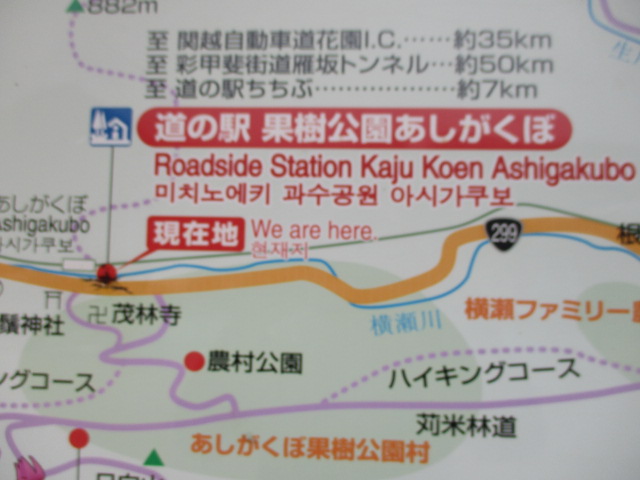 882m
至 関越自動車道花園I.C.……約35km
至 彩甲斐街道雁坂トンネル…約50km
至 道の駅ちちぶ………………約7km
道の駅 果樹公園あしがくぼ
Roadside Station Kaju Koen Ashigakubo
미치노에키 과수공원 아시가쿠보
あしがくぼ
Ashigakubo
아시가쿠보
現在地
We are here.
현재지
299
茂林寺
神社
横瀬川
横瀬ファミリー
農村公園
ングコース
ハイキングコース
苅米林道
あしがくぼ果樹公園村